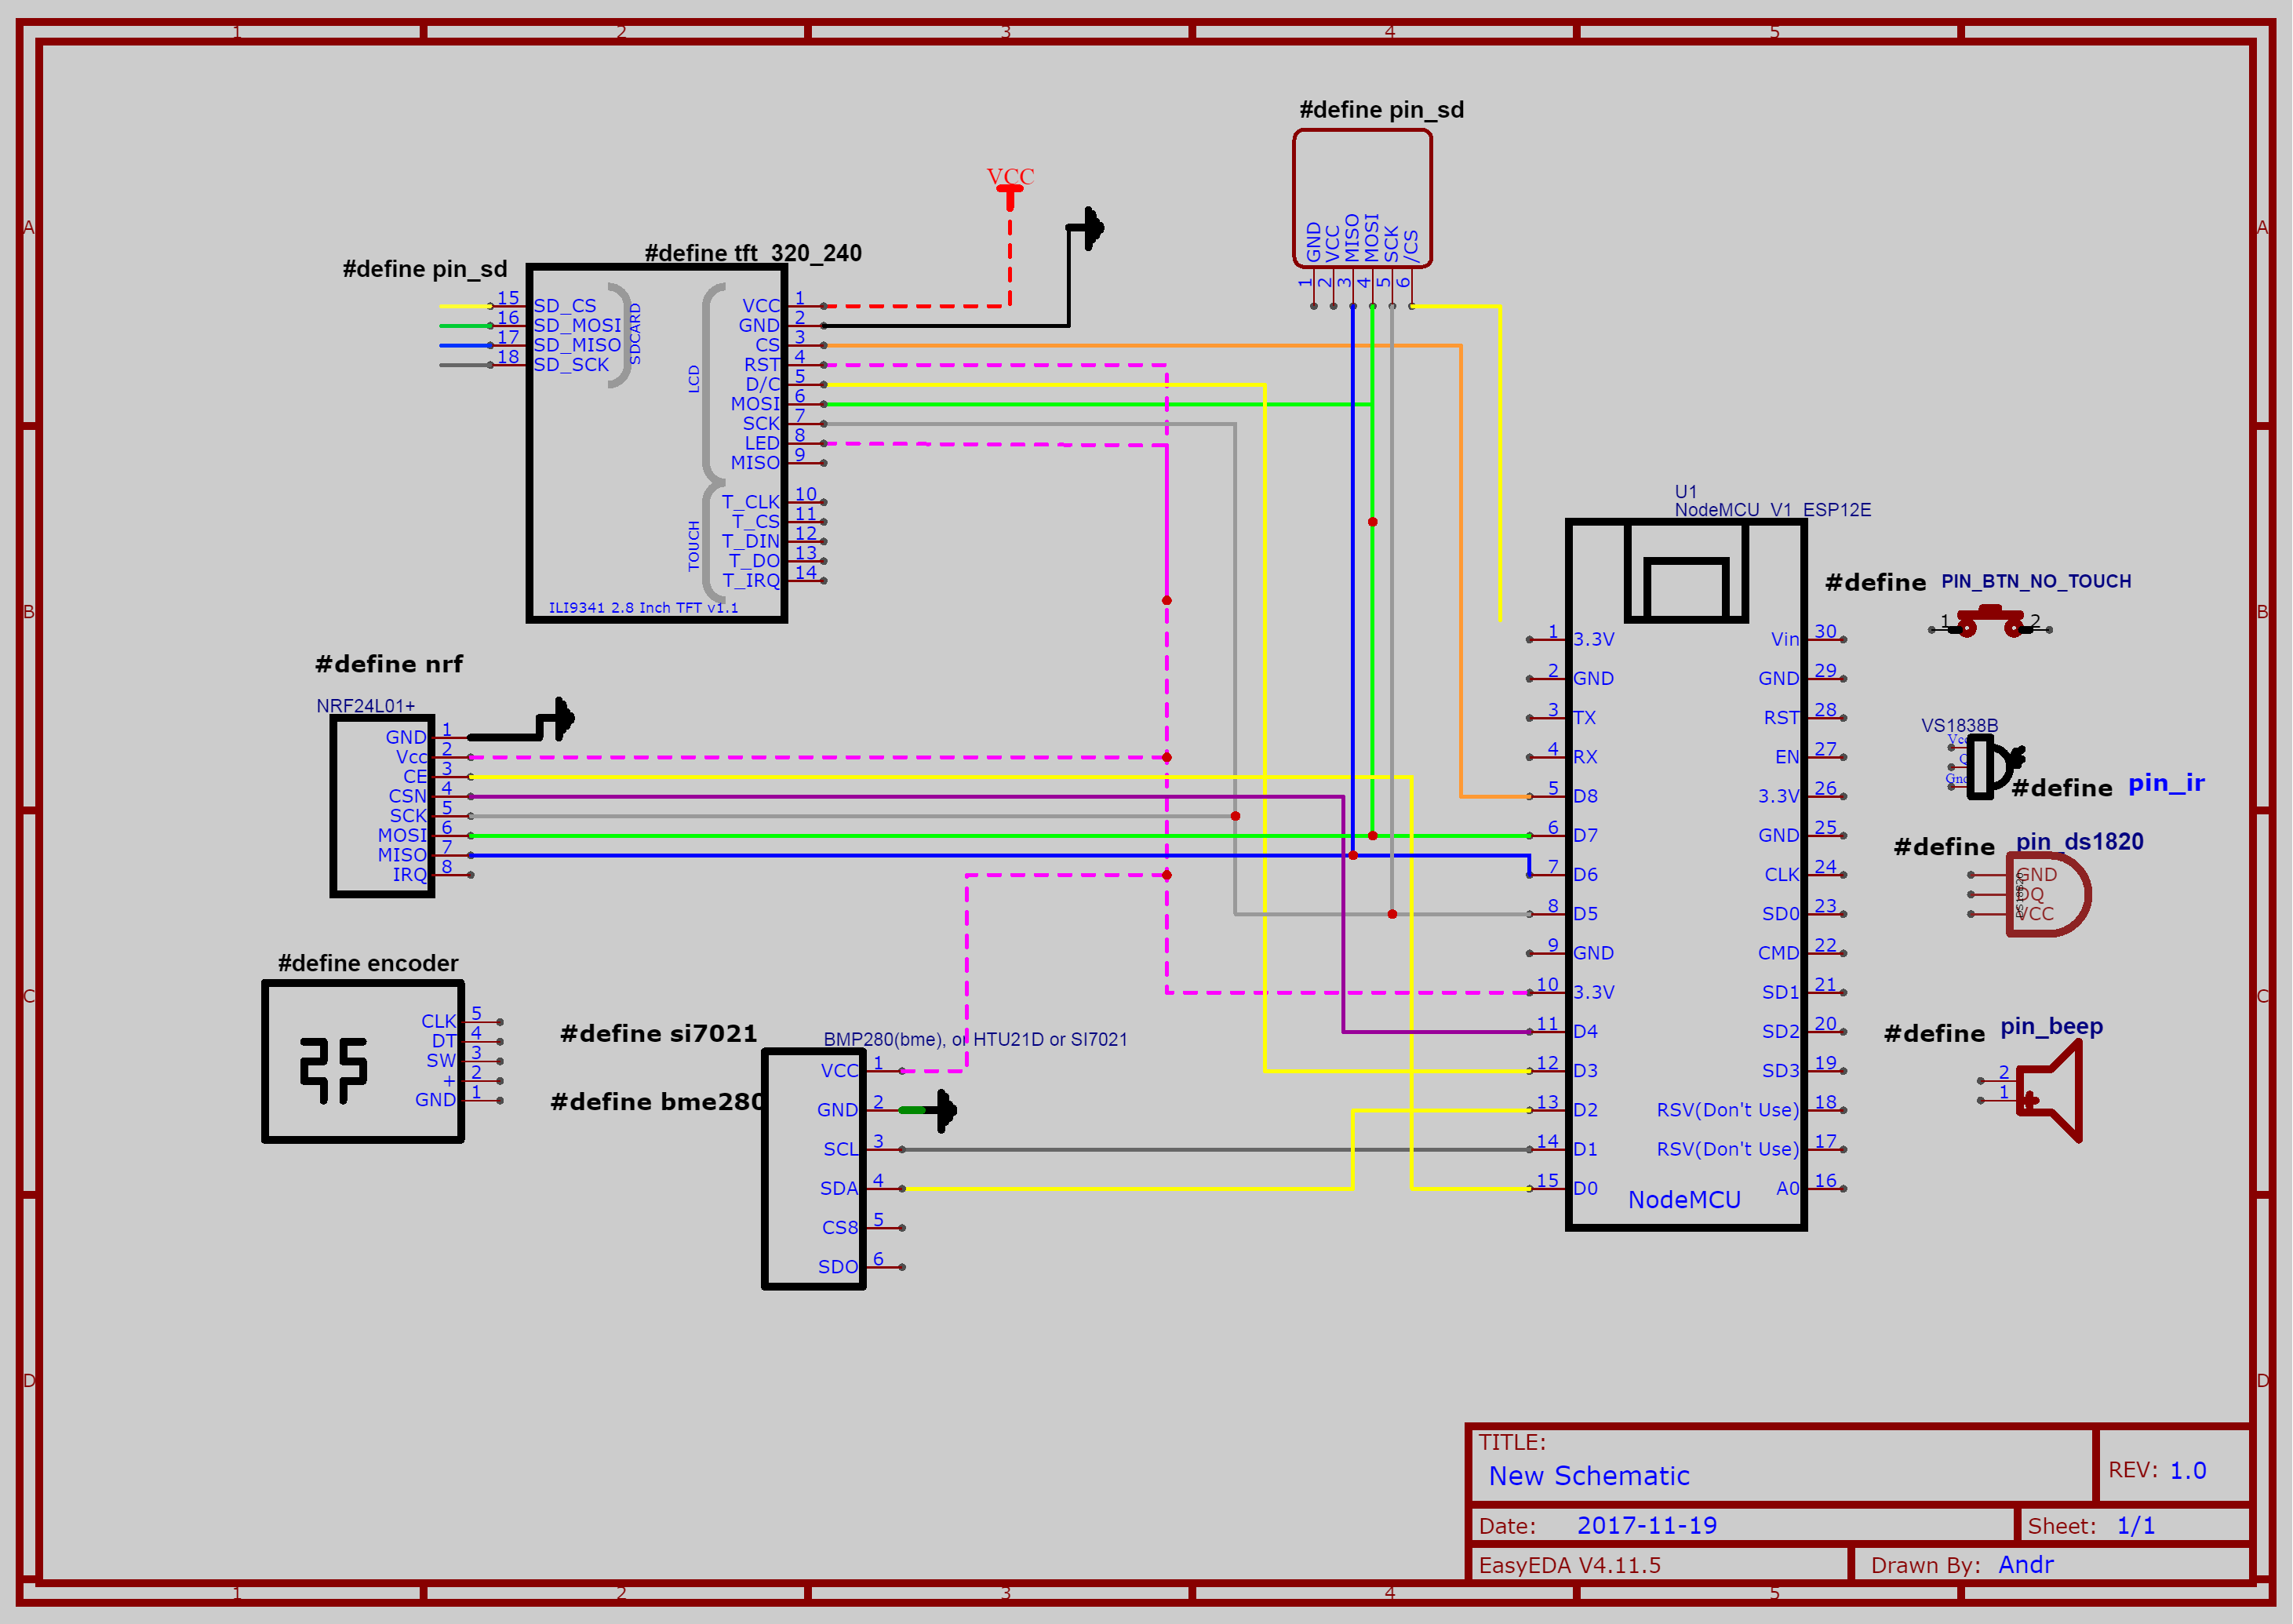 1 2 3 4 5
A
B
C
D
A
B
C
D
#define pin_sd
GND
VCC
MISO
MOSI
SCK
/CS
1
2
3
4
5
6
VCC
#define tft_320_240
#define pin_sd
15 SD_CS
16 SD_MOSI
17 SD_MISO
18 SD_SCK
SDCARD
LCD
TOUCH
VCC 1
GND 2
CS 3
RST 4
D/C 5
MOSI 6
SCK 7
LED 8
MISO 9
T_CLK 10
T_CS 11
T_DIN 12
T_DO 13
T_IRQ 14
ILI9341 2.8 Inch TFT v1.1
#define nrf
NRF24L01+
GND 1
Vcc 2
CE 3
CSN 4
SCK 5
MOSI 6
MISO 7
IRQ 8
#define encoder
CLK 5
DT 4
SW 3
+ 2
GND 1
#define si7021
#define bme280
BMP280(bme), or HTU21D or SI7021
VCC 1
GND 2
SCL 3
SDA 4
CS8 5
SDO 6
U1
NodeMCU V1 ESP12E
1 3.3V
2 GND
3 TX
4 RX
5 D8
6 D7
7 D6
8 D5
9 GND
10 3.3V
11 D4
12 D3
13 D2
14 D1
15 D0
Vin 30
GND 29
RST 28
EN 27
3.3V 26
GND 25
CLK 24
SD0 23
CMD 22
SD1 21
SD2 20
SD3 19
RSV(Don't Use) 18
RSV(Don't Use) 17
A0 16
NodeMCU
#define PIN_BTN_NO_TOUCH
1 2
VS1838B
Vcc
Q
Gnd
#define pin_ir
#define pin_ds1820
GND
DQ
VCC
#define pin_beep
2
1
TITLE:
New Schematic
REV: 1.0
Date: 2017-11-19
Sheet: 1/1
EasyEDA V4.11.5
Drawn By: Andr
1 2 3 4 5